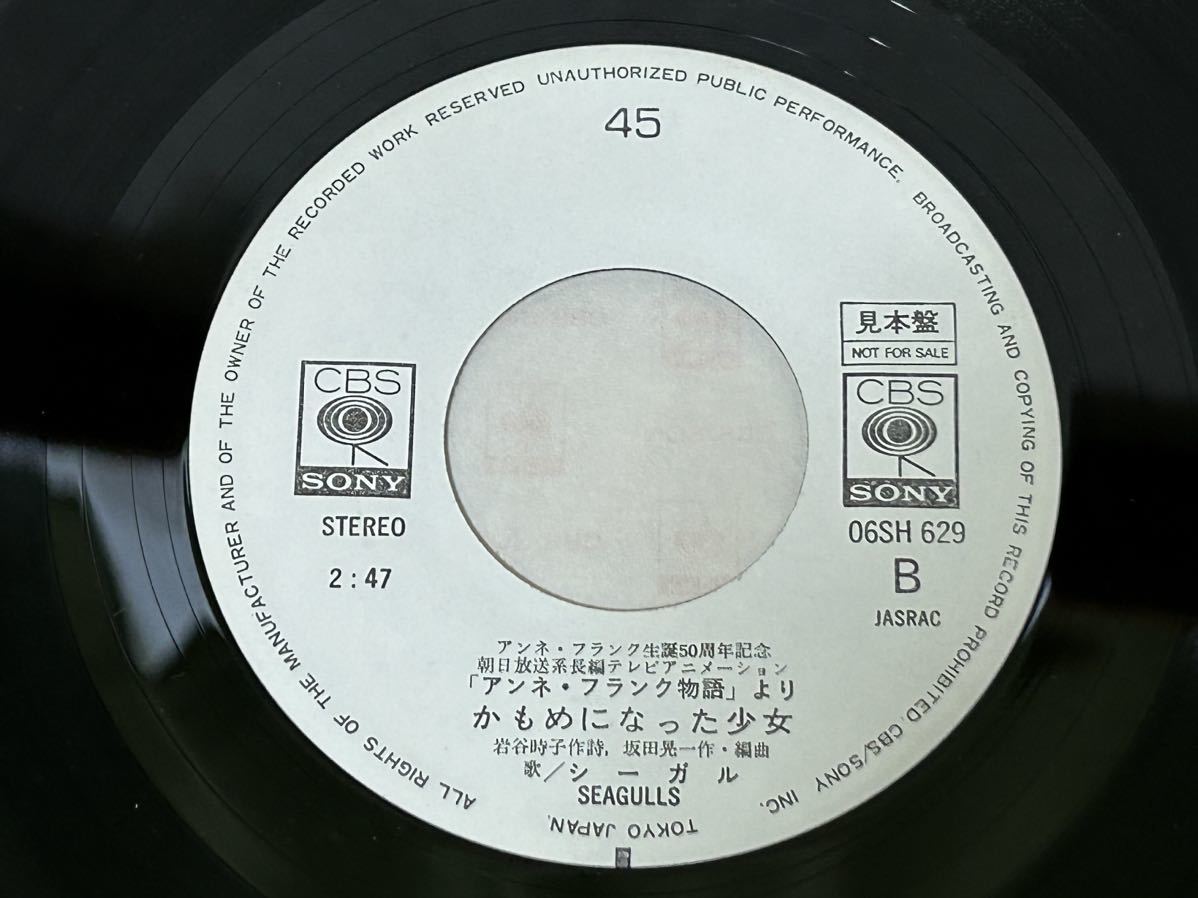 ALL RIGHTS OF THE MANUFACTURER AND OF THE OWNER OF THE RECORDED WORK RESERVED UNAUTHORIZED PUBLIC PERFORMANCE. BROADCASTING AND COPYING OF THIS RECORD PROHIBITED. CBS/SONY INC.
TOKYO JAPAN.
45
CBS
SONY
STEREO
2:47
見本盤
NOT FOR SALE
CBS
SONY
06SH 629
B
JASRAC
アンネ・フランク生誕50周年記念
朝日放送系長編テレビアニメーション
「アンネ・フランク物語」より
かもめになった少女
岩谷時子作詩, 坂田晃一作・編曲
歌/シーガル
SEAGULLS